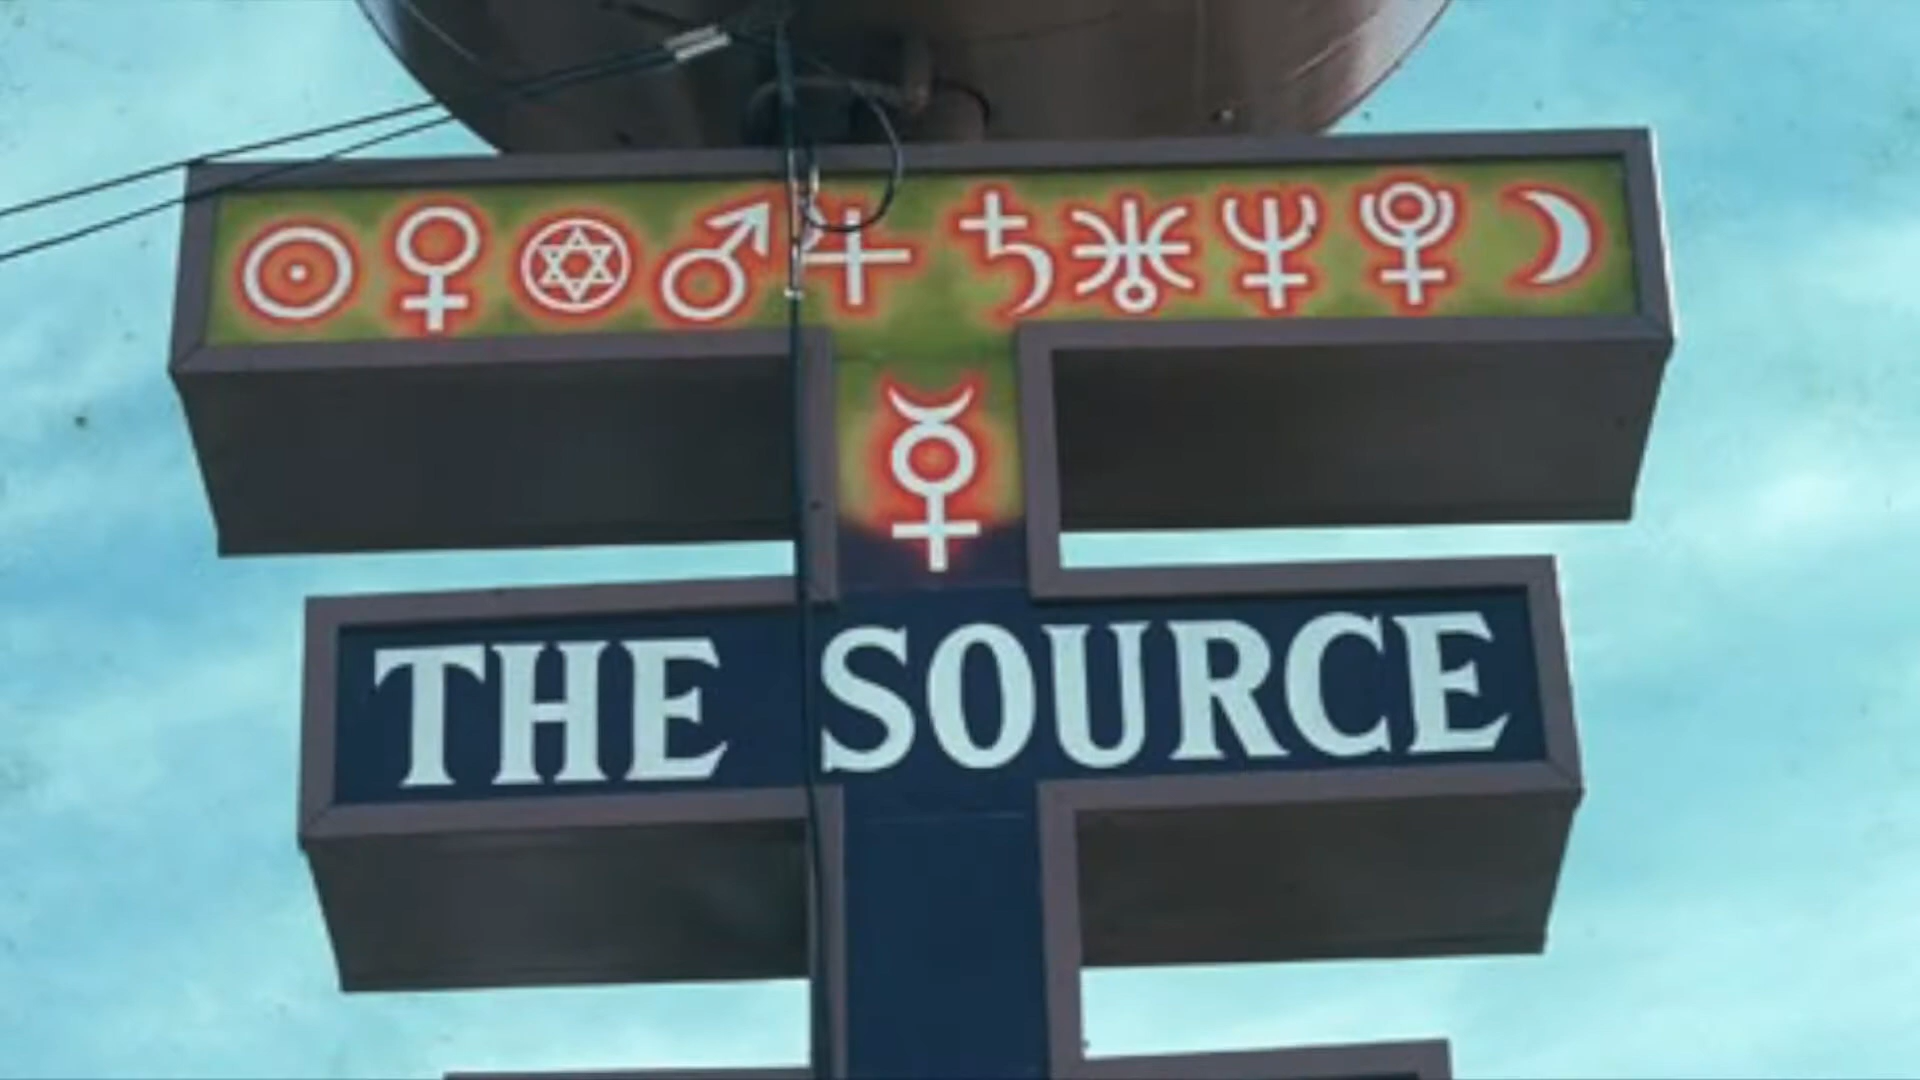 ☉ ♀ ✡ ♂ ♃ ♄ ♅ ♆ ♇ ☽
☿
THE SOURCE